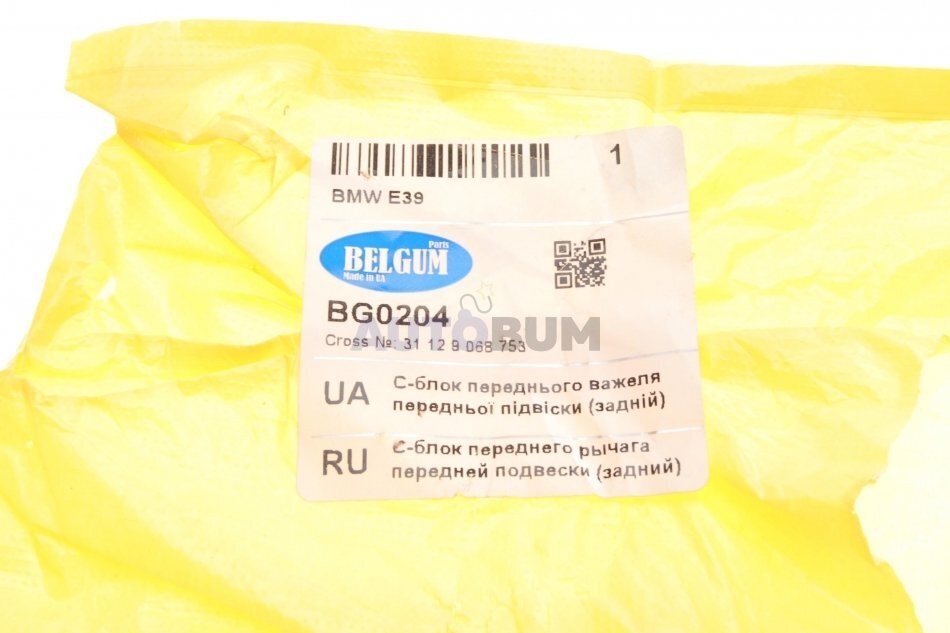 1
BMW E39
Paris
BELGUM
Made in UA
BG0204
AUTOBUM
Cross №: 31 12 9 068 753
UA
С-блок переднього важеля
передньої підвіски (задній)
RU
С-блок переднего рычага
передней подвески (задний)